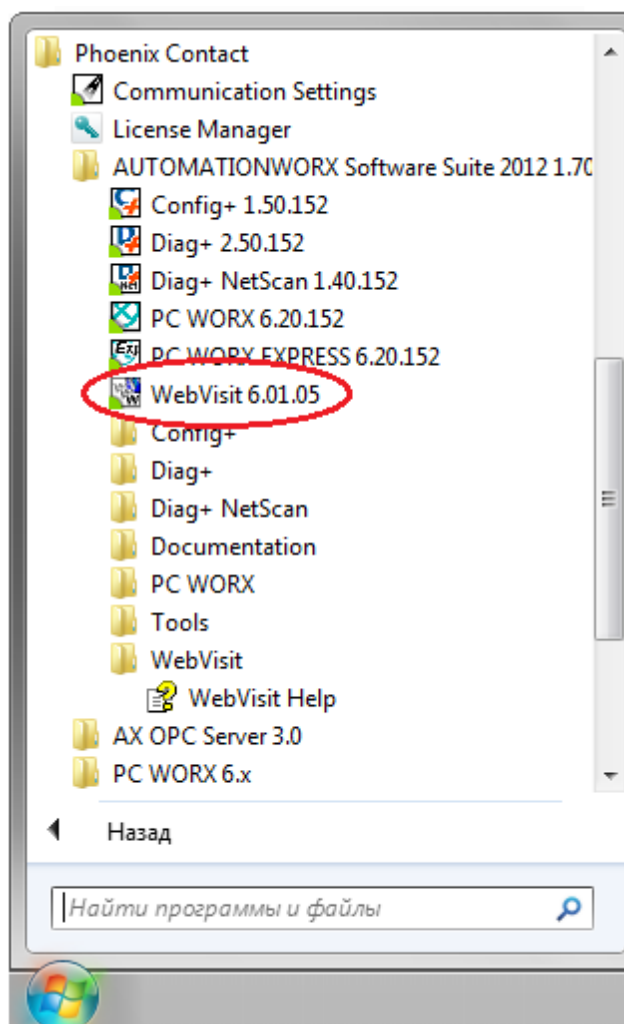 Phoenix Contact
Communication Settings
License Manager
AUTOMATIONWORX Software Suite 2012 1.70
Config+ 1.50.152
Diag+ 2.50.152
Diag+ NetScan 1.40.152
PC WORX 6.20.152
PC WORX EXPRESS 6.20.152
WebVisit 6.01.05
Config+
Diag+
Diag+ NetScan
Documentation
PC WORX
Tools
WebVisit
WebVisit Help
AX OPC Server 3.0
PC WORX 6.x
Назад
Найти программы и файлы